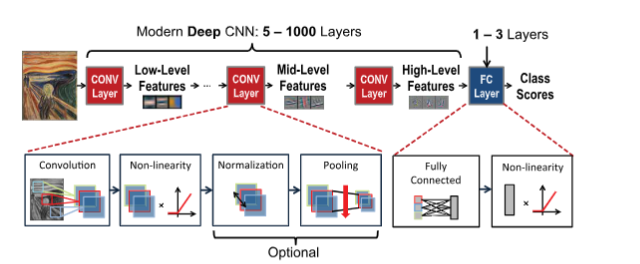 Modern Deep CNN: 5 – 1000 Layers
1 – 3 Layers
CONV
Layer
Low-Level
Features
...
CONV
Layer
Mid-Level
Features
CONV
Layer
High-Level
Features
FC
Layer
Class
Scores
Convolution
Non-linearity
×
Normalization
Pooling
Optional
Fully
Connected
Non-linearity
×